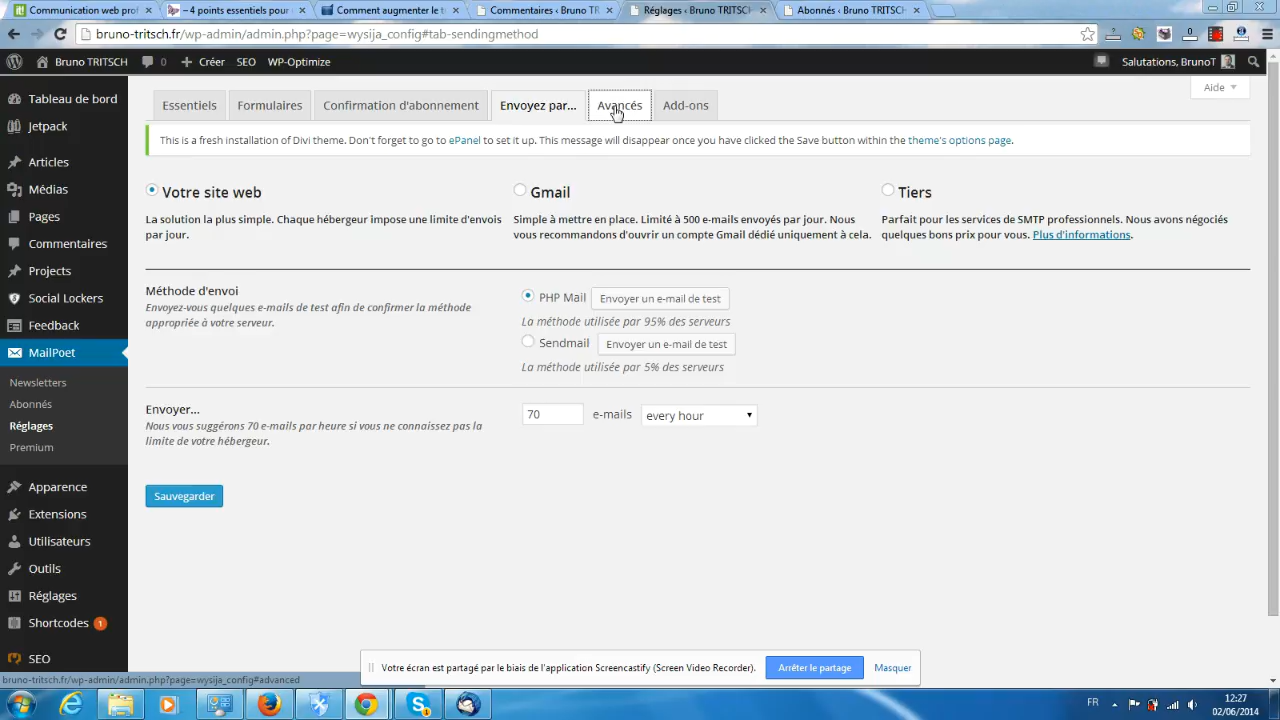 Communication web prof
– 4 points essentiels pour
Comment augmenter le t
Commentaires ‹ Bruno TR
Réglages ‹ Bruno TRITSCH
Abonnés ‹ Bruno TRITSCH
bruno-tritsch.fr/wp-admin/admin.php?page=wysija_config#tab-sendingmethod
Bruno TRITSCH
0
Créer
SEO
WP-Optimize
Salutations, BrunoT
Tableau de bord
Jetpack
Articles
Médias
Pages
Commentaires
Projects
Social Lockers
Feedback
MailPoet
Newsletters
Abonnés
Réglages
Premium
Apparence
Extensions
Utilisateurs
Outils
Réglages
Shortcodes 1
SEO
Aide
Essentiels
Formulaires
Confirmation d'abonnement
Envoyez par...
Avancés
Add-ons
This is a fresh installation of Divi theme. Don't forget to go to ePanel to set it up. This message will disappear once you have clicked the Save button within the theme's options page.
Votre site web
La solution la plus simple. Chaque hébergeur impose une limite d'envois
par jour.
Gmail
Simple à mettre en place. Limité à 500 e-mails envoyés par jour. Nous
vous recommandons d'ouvrir un compte Gmail dédié uniquement à cela.
Tiers
Parfait pour les services de SMTP professionnels. Nous avons négociés
quelques bons prix pour vous. Plus d'informations.
Méthode d'envoi
Envoyez-vous quelques e-mails de test afin de confirmer la méthode
appropriée à votre serveur.
PHP Mail
Envoyer un e-mail de test
La méthode utilisée par 95% des serveurs
Sendmail
Envoyer un e-mail de test
La méthode utilisée par 5% des serveurs
Envoyer...
Nous vous suggérons 70 e-mails par heure si vous ne connaissez pas la
limite de votre hébergeur.
70
e-mails
every hour
Sauvegarder
Votre écran est partagé par le biais de l'application Screencastify (Screen Video Recorder).
Arrêter le partage
Masquer
bruno-tritsch.fr/wp-admin/admin.php?page=wysija_config#advanced
FR
12:27
02/06/2014